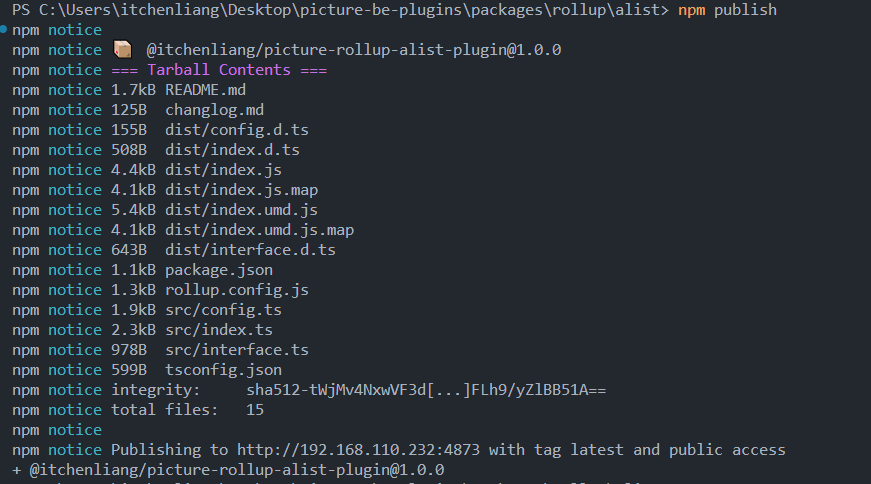 PS C:\Users\itchenliang\Desktop\picture-be-plugins\packages\rollup\alist> npm publish
npm notice
npm notice 📦 @itchenliang/picture-rollup-alist-plugin@1.0.0
npm notice === Tarball Contents ===
npm notice 1.7kB README.md
npm notice 125B changlog.md
npm notice 155B dist/config.d.ts
npm notice 508B dist/index.d.ts
npm notice 4.4kB dist/index.js
npm notice 4.1kB dist/index.js.map
npm notice 5.4kB dist/index.umd.js
npm notice 4.1kB dist/index.umd.js.map
npm notice 643B dist/interface.d.ts
npm notice 1.1kB package.json
npm notice 1.3kB rollup.config.js
npm notice 1.9kB src/config.ts
npm notice 2.3kB src/index.ts
npm notice 978B src/interface.ts
npm notice 599B tsconfig.json
npm notice integrity: sha512-tWjMv4NxwVF3d[...]FLh9/yZlBB51A==
npm notice total files: 15
npm notice
npm notice Publishing to http://192.168.110.232:4873 with tag latest and public access
+ @itchenliang/picture-rollup-alist-plugin@1.0.0